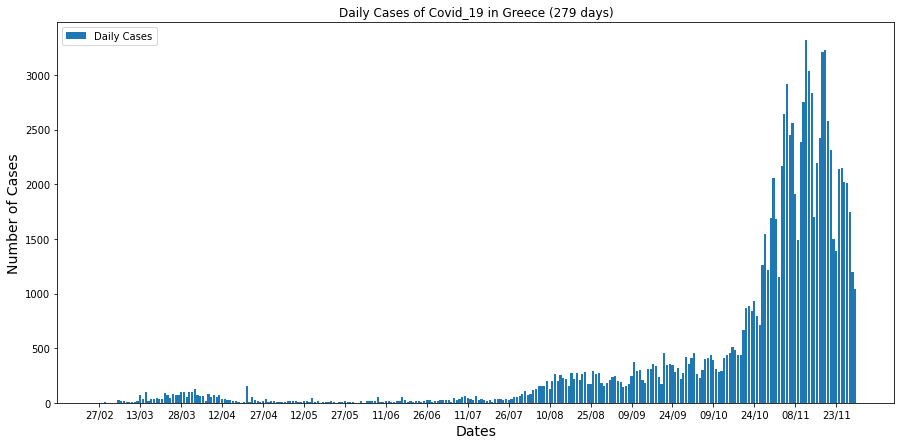 Daily Cases of Covid_19 in Greece (279 days)
Daily Cases
Number of Cases
3000
2500
2000
1500
1000
500
0
27/02 13/03 28/03 12/04 27/04 12/05 27/05 11/06 26/06 11/07 26/07 10/08 25/08 09/09 24/09 09/10 24/10 08/11 23/11
Dates